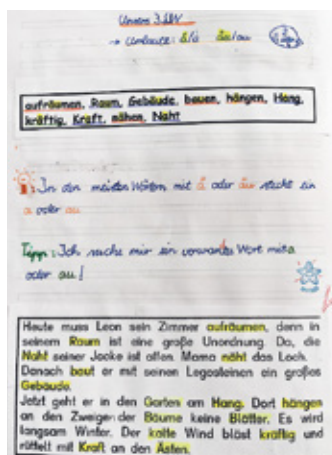 Unsere 3. LW
→ Umlaute: ä/a äu/au
aufräumen, Raum, Gebäude, bauen, hängen, Hang,
kräftig, Kraft, nähen, Naht
: In den meisten Wörtern mit ä oder äu steckt ein
a oder au
Tipp: Ich suche mir ein verwandtes Wort mit a
oder au!
Heute muss Leon sein Zimmer aufräumen, denn in
seinem Raum ist eine große Unordnung. Da, die
Naht seiner Jacke ist offen. Mama näht das Loch.
Danach baut er mit seinen Legosteinen ein großes
Gebäude.
Jetzt geht er in den Garten am Hang. Dort hängen
an den Zweigen der Bäume keine Blätter. Es wird
langsam Winter. Der kalte Wind bläst kräftig und
rüttelt mit Kraft an den Ästen.